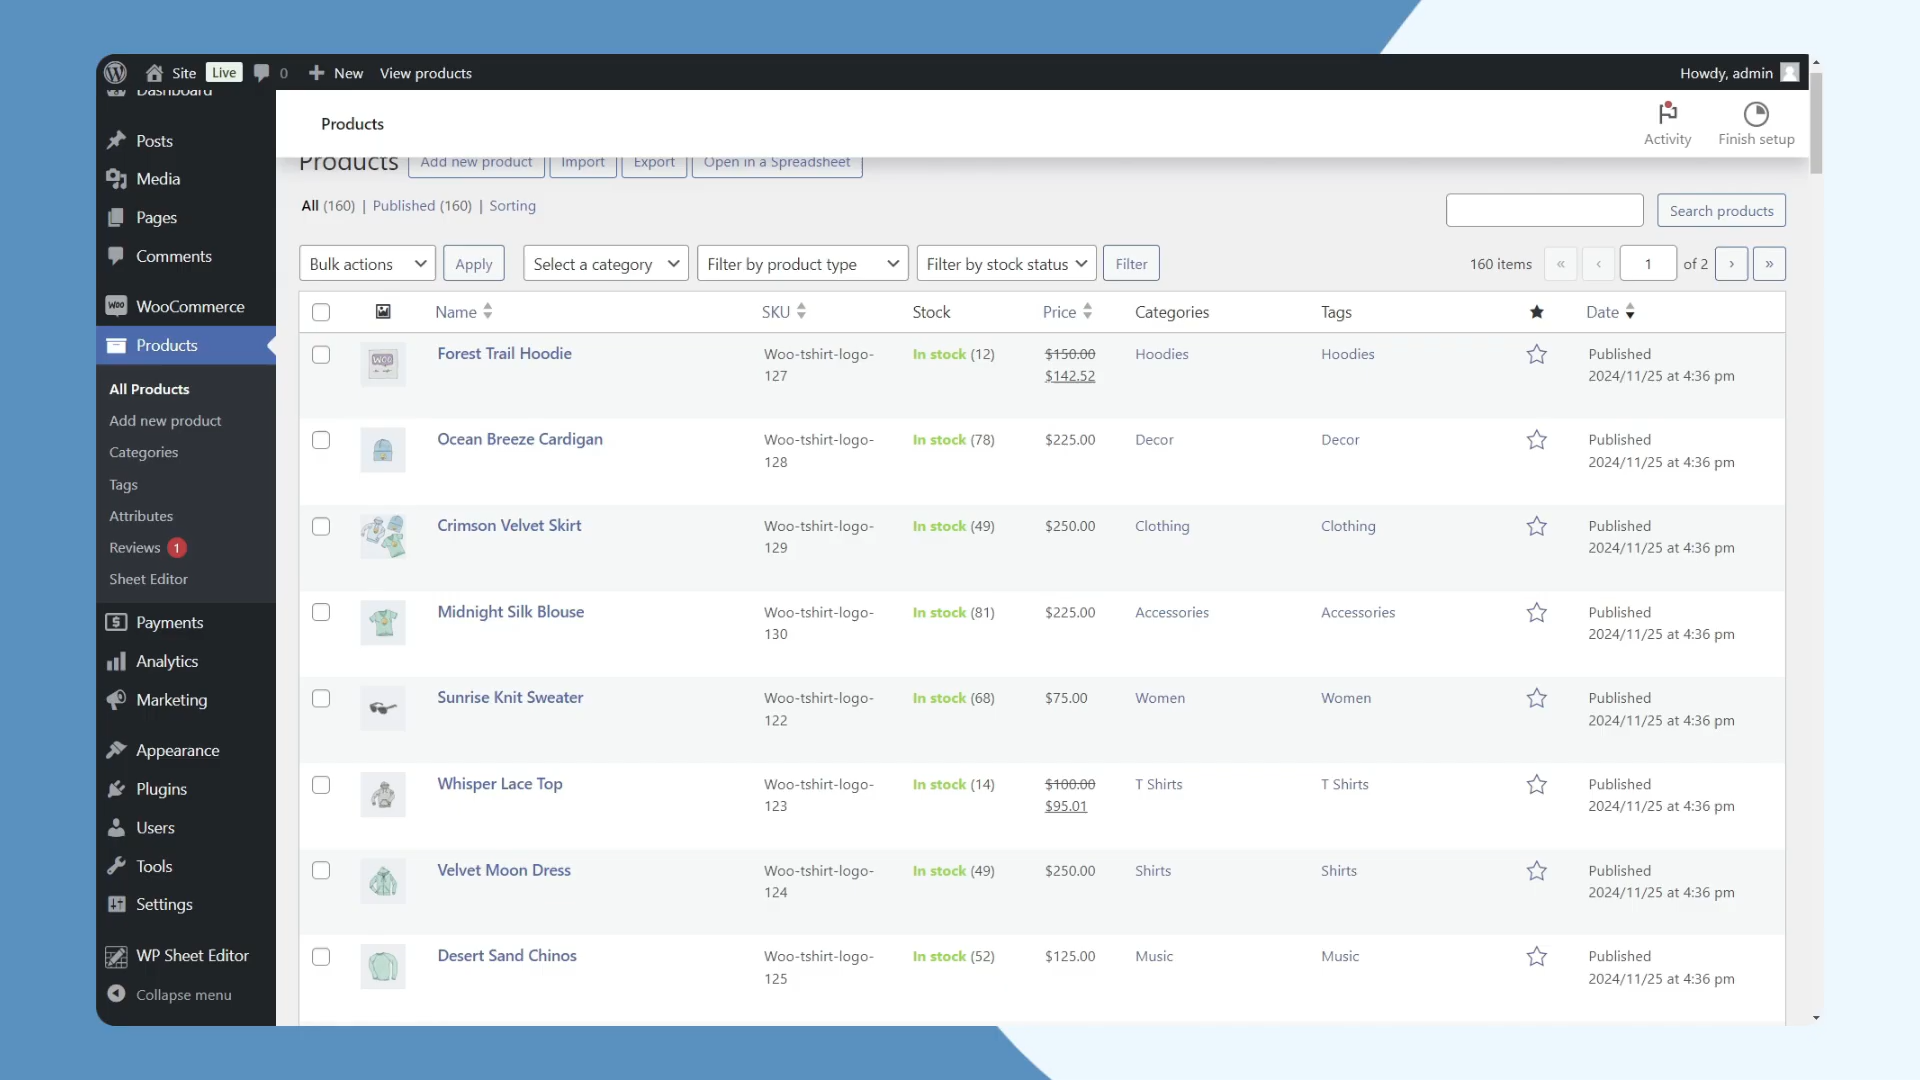 Site Live 0 New View products Howdy, admin
Dashboard
Posts
Media
Pages
Comments
WooCommerce
Products
All Products
Add new product
Categories
Tags
Attributes
Reviews 1
Sheet Editor
Payments
Analytics
Marketing
Appearance
Plugins
Users
Tools
Settings
WP Sheet Editor
Collapse menu
Products
Activity Finish setup
Products Add new product Import Export Open in a Spreadsheet
All (160) | Published (160) | Sorting
Search products
Bulk actions Apply Select a category Filter by product type Filter by stock status Filter 160 items « ‹ 1 of 2 › »
Name SKU Stock Price Categories Tags Date
Forest Trail Hoodie Woo-tshirt-logo- In stock (12) $150.00 Hoodies Hoodies Published
127 $142.52 2024/11/25 at 4:36 pm
Ocean Breeze Cardigan Woo-tshirt-logo- In stock (78) $225.00 Decor Decor Published
128 2024/11/25 at 4:36 pm
Crimson Velvet Skirt Woo-tshirt-logo- In stock (49) $250.00 Clothing Clothing Published
129 2024/11/25 at 4:36 pm
Midnight Silk Blouse Woo-tshirt-logo- In stock (81) $225.00 Accessories Accessories Published
130 2024/11/25 at 4:36 pm
Sunrise Knit Sweater Woo-tshirt-logo- In stock (68) $75.00 Women Women Published
122 2024/11/25 at 4:36 pm
Whisper Lace Top Woo-tshirt-logo- In stock (14) $100.00 T Shirts T Shirts Published
123 $95.01 2024/11/25 at 4:36 pm
Velvet Moon Dress Woo-tshirt-logo- In stock (49) $250.00 Shirts Shirts Published
124 2024/11/25 at 4:36 pm
Desert Sand Chinos Woo-tshirt-logo- In stock (52) $125.00 Music Music Published
125 2024/11/25 at 4:36 pm